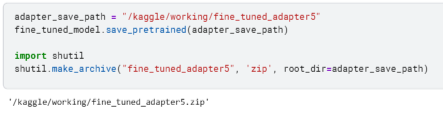 adapter_save_path = "/kaggle/working/fine_tuned_adapter5"
fine_tuned_model.save_pretrained(adapter_save_path)
import shutil
shutil.make_archive("fine_tuned_adapter5", 'zip', root_dir=adapter_save_path)
'/kaggle/working/fine_tuned_adapter5.zip'